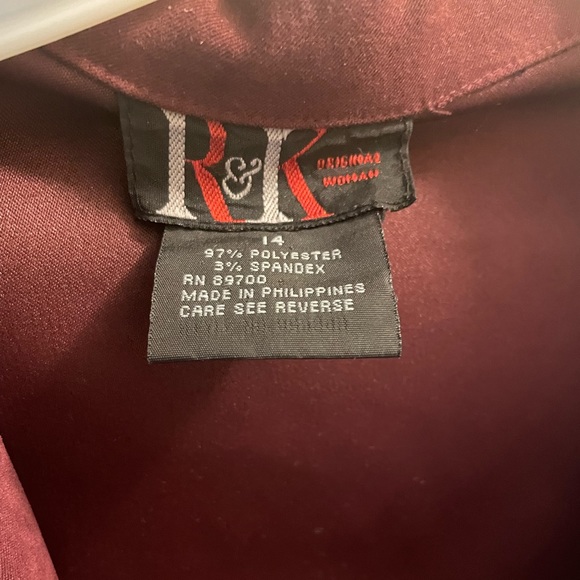 R&K ORIGINAL
WOMAN
14
97% POLYESTER
3% SPANDEX
RN 89700
MADE IN PHILIPPINES
CARE SEE REVERSE